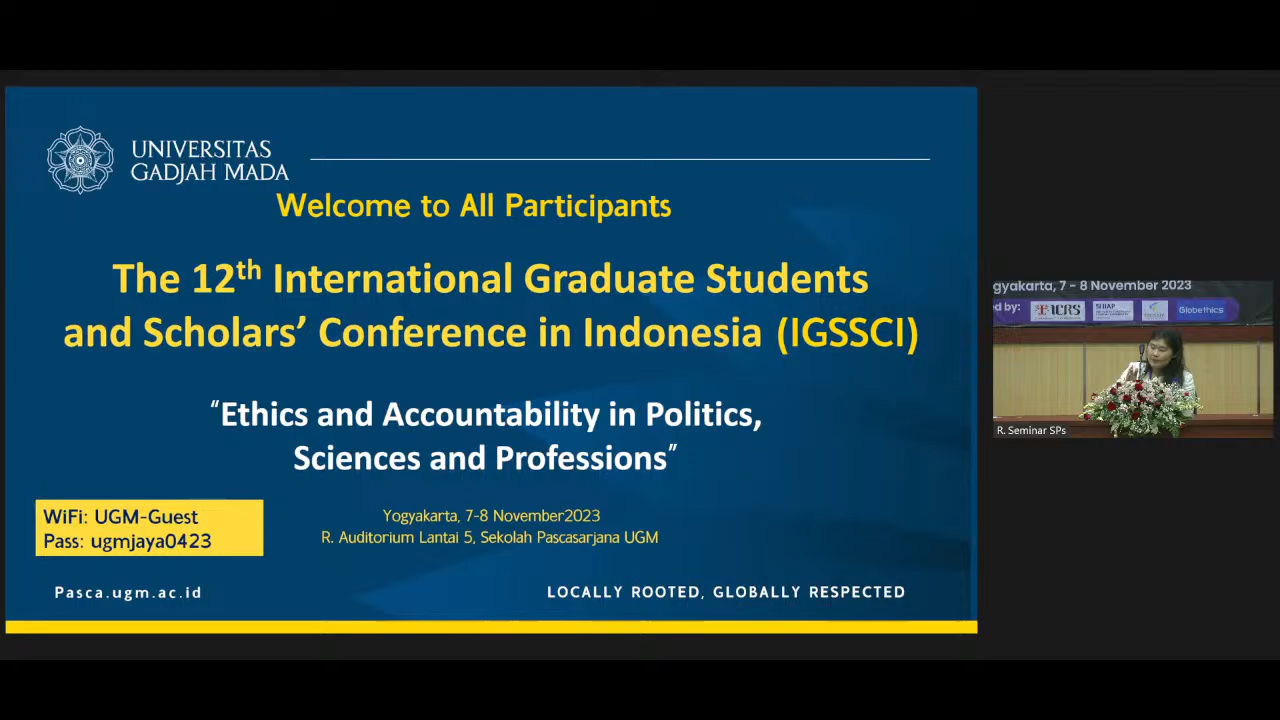 UNIVERSITAS
GADJAH MADA
Welcome to All Participants
The 12th International Graduate Students
and Scholars’ Conference in Indonesia (IGSSCI)
“Ethics and Accountability in Politics,
Sciences and Professions”
WiFi: UGM-Guest
Pass: ugmjaya0423
Yogyakarta, 7-8 November2023
R. Auditorium Lantai 5, Sekolah Pascasarjana UGM
Pasca.ugm.ac.id
LOCALLY ROOTED, GLOBALLY RESPECTED
gyakarta, 7 - 8 November 2023
d by:
ICRS
Globethics
R. Seminar SPs